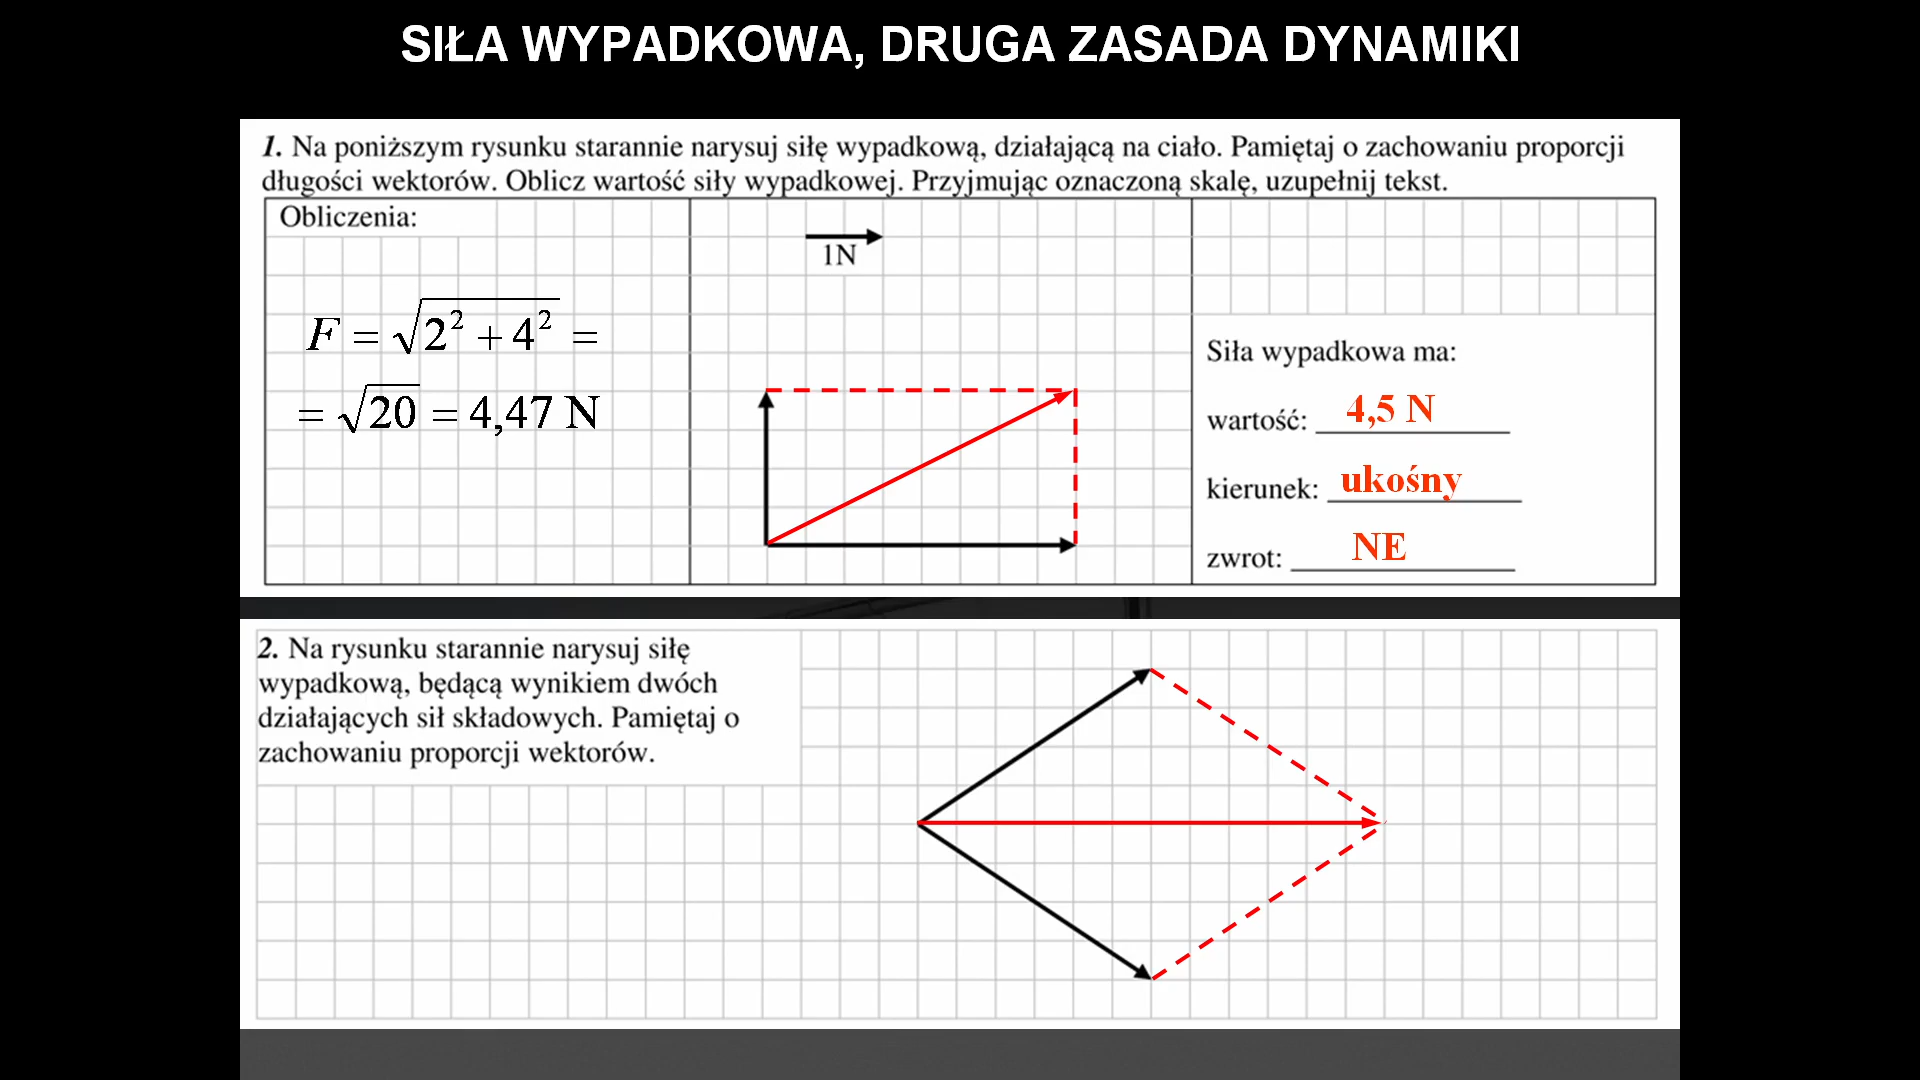 SIŁA WYPADKOWA, DRUGA ZASADA DYNAMIKI
1. Na poniższym rysunku starannie narysuj siłę wypadkową, działającą na ciało. Pamiętaj o zachowaniu proporcji
długości wektorów. Oblicz wartość siły wypadkowej. Przyjmując oznaczoną skalę, uzupełnij tekst.
Obliczenia:
F = √2² + 4² =
= √20 = 4,47 N
1N
Siła wypadkowa ma:
wartość: 4,5 N
kierunek: ukośny
zwrot: NE
2. Na rysunku starannie narysuj siłę
wypadkową, będącą wynikiem dwóch
działających sił składowych. Pamiętaj o
zachowaniu proporcji wektorów.